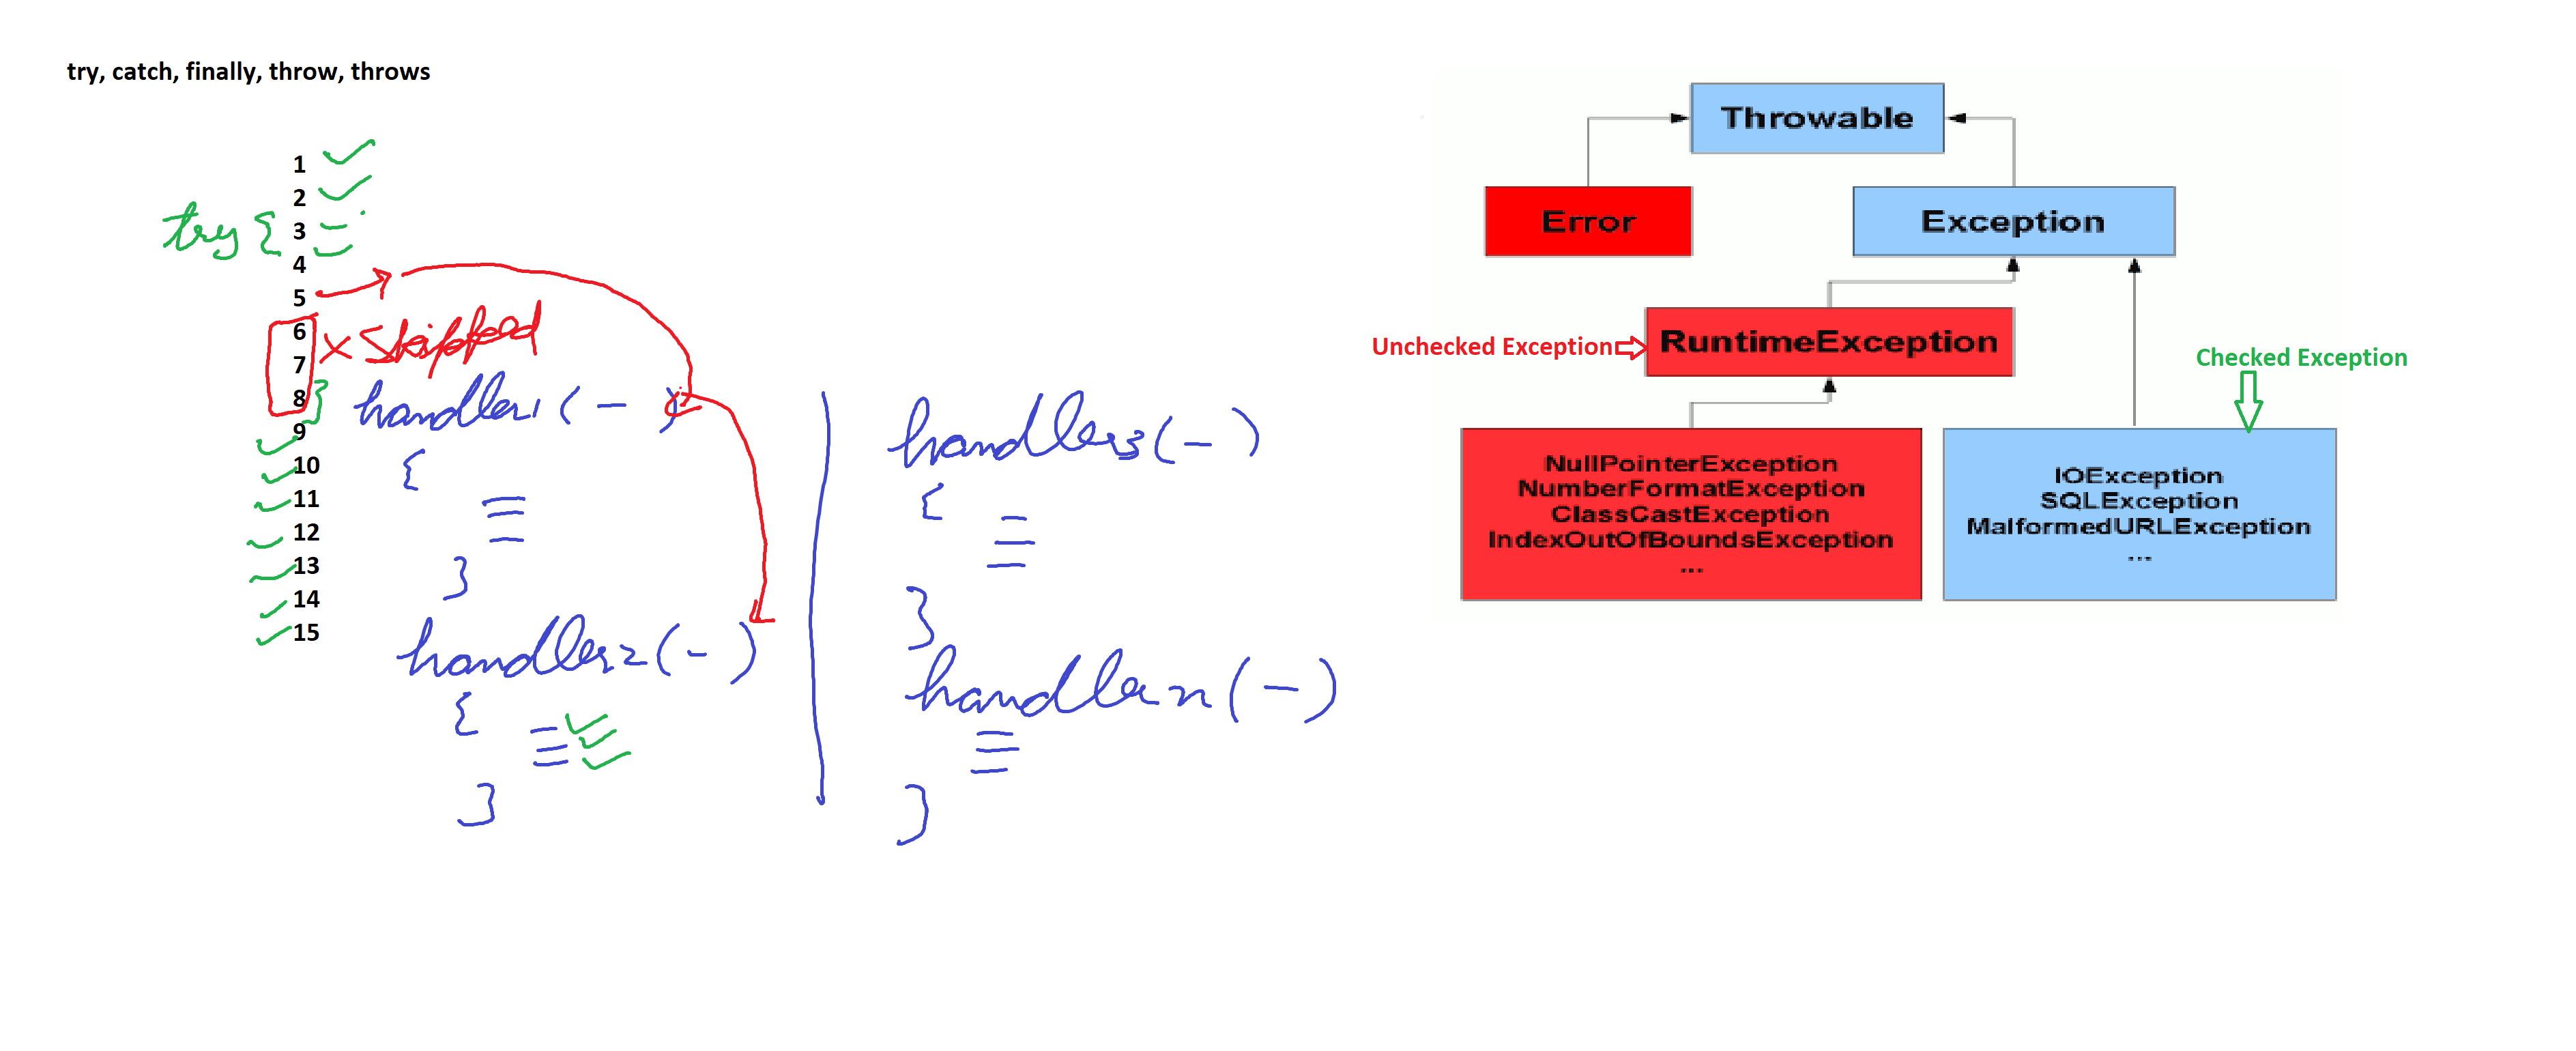 try, catch, finally, throw, throws
1
2
try { 3
4
5
6
7 × Skipped
8 }
9
10
11
12
13
14
15
handler1 ( - )
{
}
handler2 ( - )
{
}
handler3 ( - )
{
}
handler n ( - )
}
Throwable
Error
Exception
Unchecked Exception
RuntimeException
Checked Exception
NullPointerException
NumberFormatException
ClassCastException
IndexOutOfBoundsException
...
IOException
SQLException
MalformedURLException
...